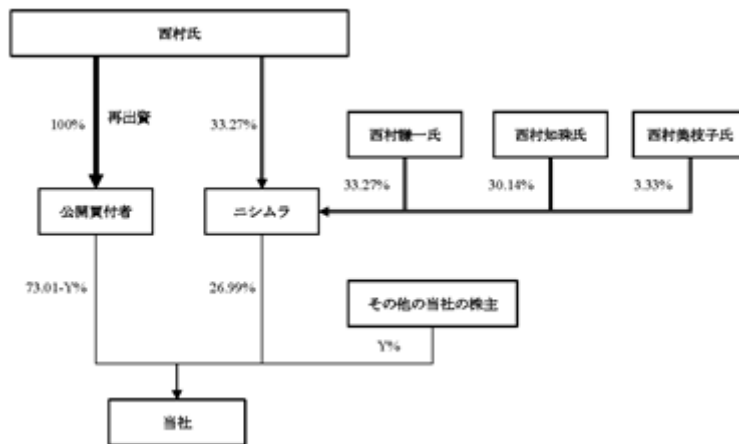 西村氏
100%
再出資
33.27%
西村謙一氏
西村知珠氏
西村美枝子氏
33.27%
30.14%
3.33%
公開買付者
ニシムラ
73.01-Y%
26.99%
その他の当社の株主
Y%
当社